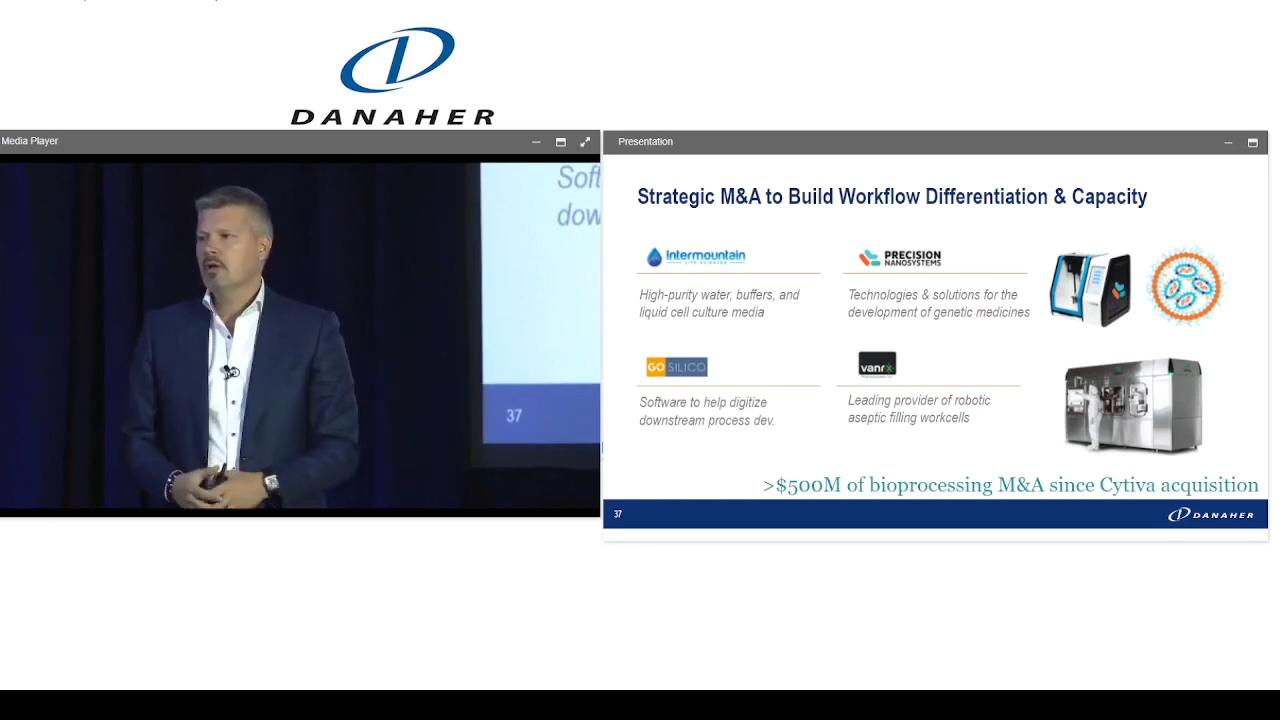 DANAHER
Media Player
Soft
dow
37
Presentation
Strategic M&A to Build Workflow Differentiation & Capacity
Intermountain
LIFE SCIENCES
High-purity water, buffers, and
liquid cell culture media
PRECISION
NANOSYSTEMS
Technologies & solutions for the
development of genetic medicines
GO SILICO
Software to help digitize
downstream process dev.
vanrx
Leading provider of robotic
aseptic filling workcells
>$500M of bioprocessing M&A since Cytiva acquisition
37
DANAHER